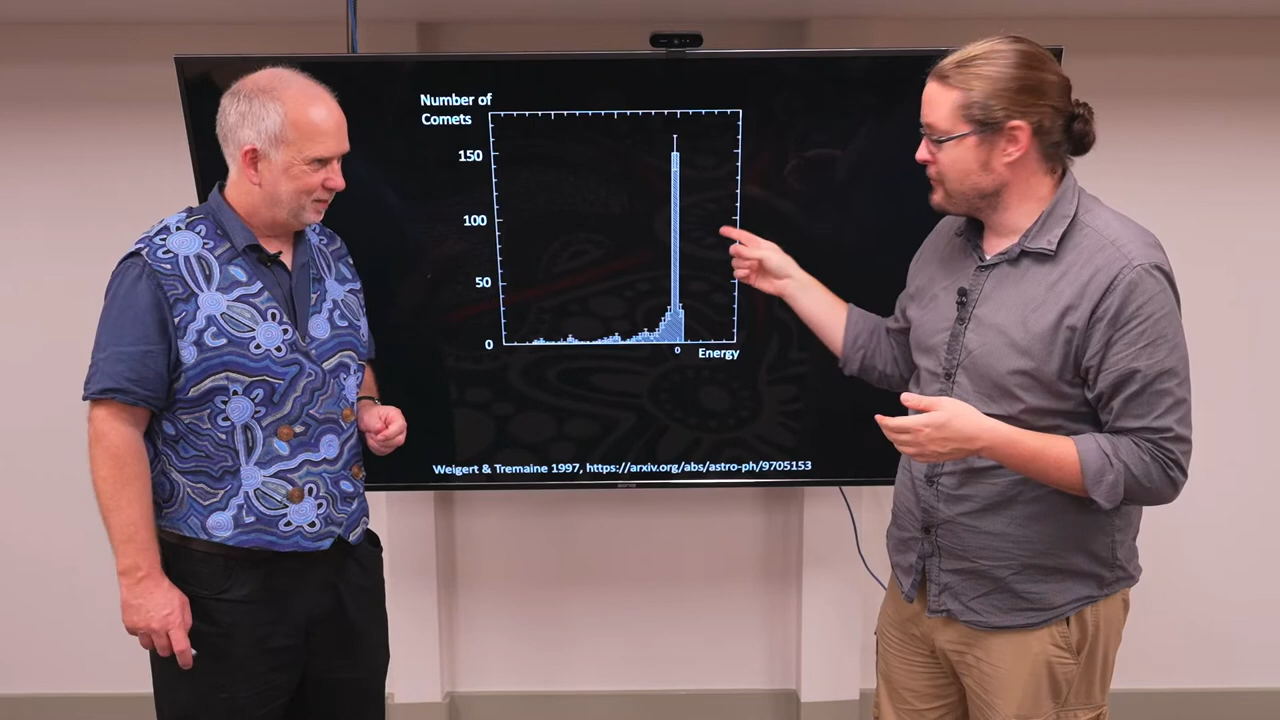 Number of
Comets
150
100
50
0
0
Energy
Weigert & Tremaine 1997, https://arxiv.org/abs/astro-ph/9705153